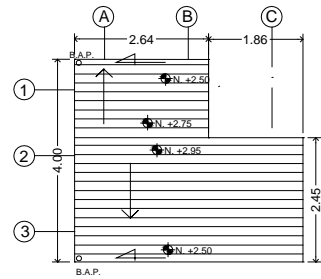 A B C
2.64 1.86
B.A.P.
N. +2.50
1
N. +2.75
2
N. +2.95
4.00
2.45
3
N. +2.50
B.A.P.